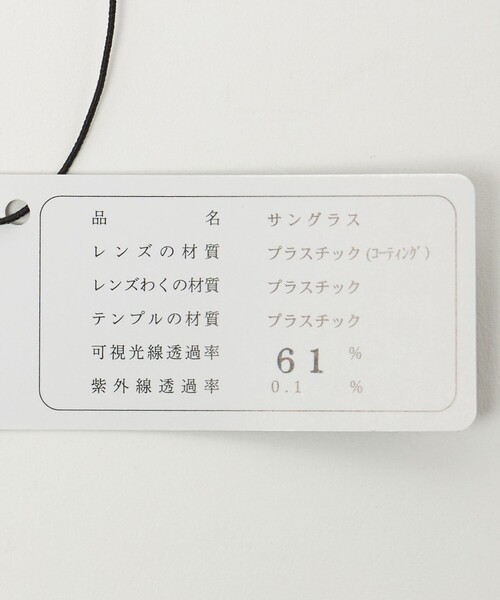 品名 サングラス
レンズの材質 プラスチック(ｺｰﾃｨﾝｸﾞ)
レンズわくの材質 プラスチック
テンプルの材質 プラスチック
可視光線透過率 61 %
紫外線透過率 0.1 %